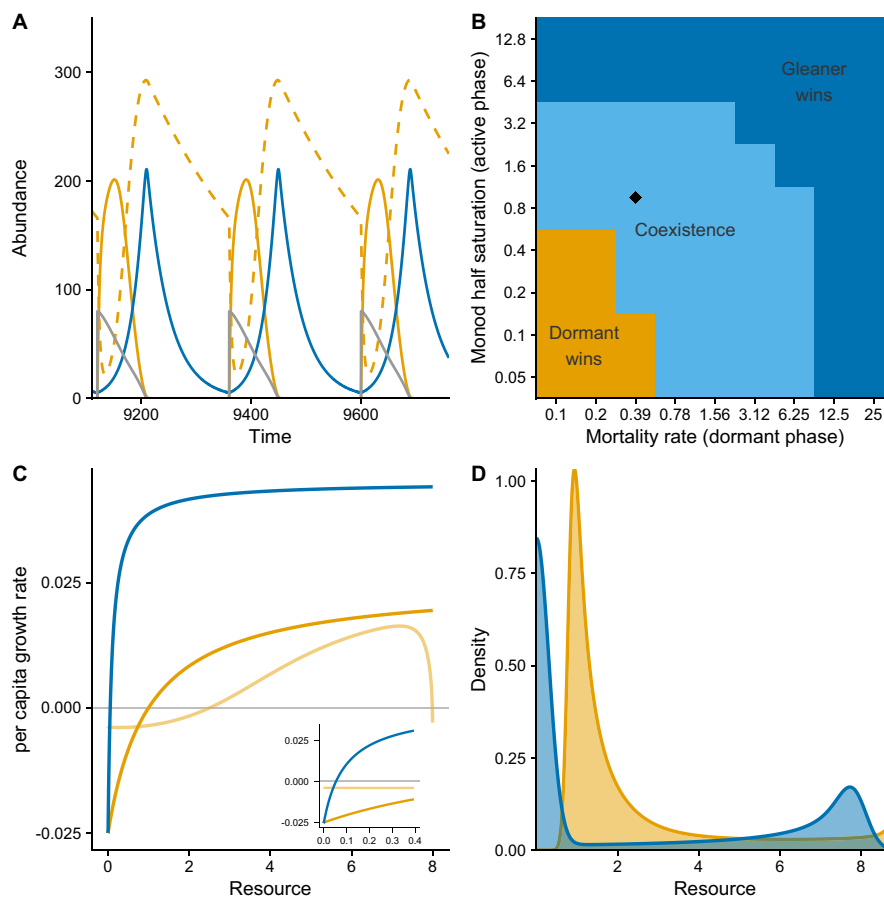 A
Abundance
300
200
100
0
9200
9400
9600
Time
B
Monod half saturation (active phase)
12.8
6.4
3.2
1.6
0.8
0.4
0.2
0.1
0.05
Gleaner
wins
Coexistence
Dormant
wins
0.1
0.2
0.39
0.78
1.56
3.12
6.25
12.5
25
Mortality rate (dormant phase)
C
per capita growth rate
0.025
0.000
-0.025
0.025
0.000
-0.025
0.0
0.1
0.2
0.3
0.4
0
2
4
6
8
Resource
D
Density
1.00
0.75
0.50
0.25
0.00
2
4
6
8
Resource